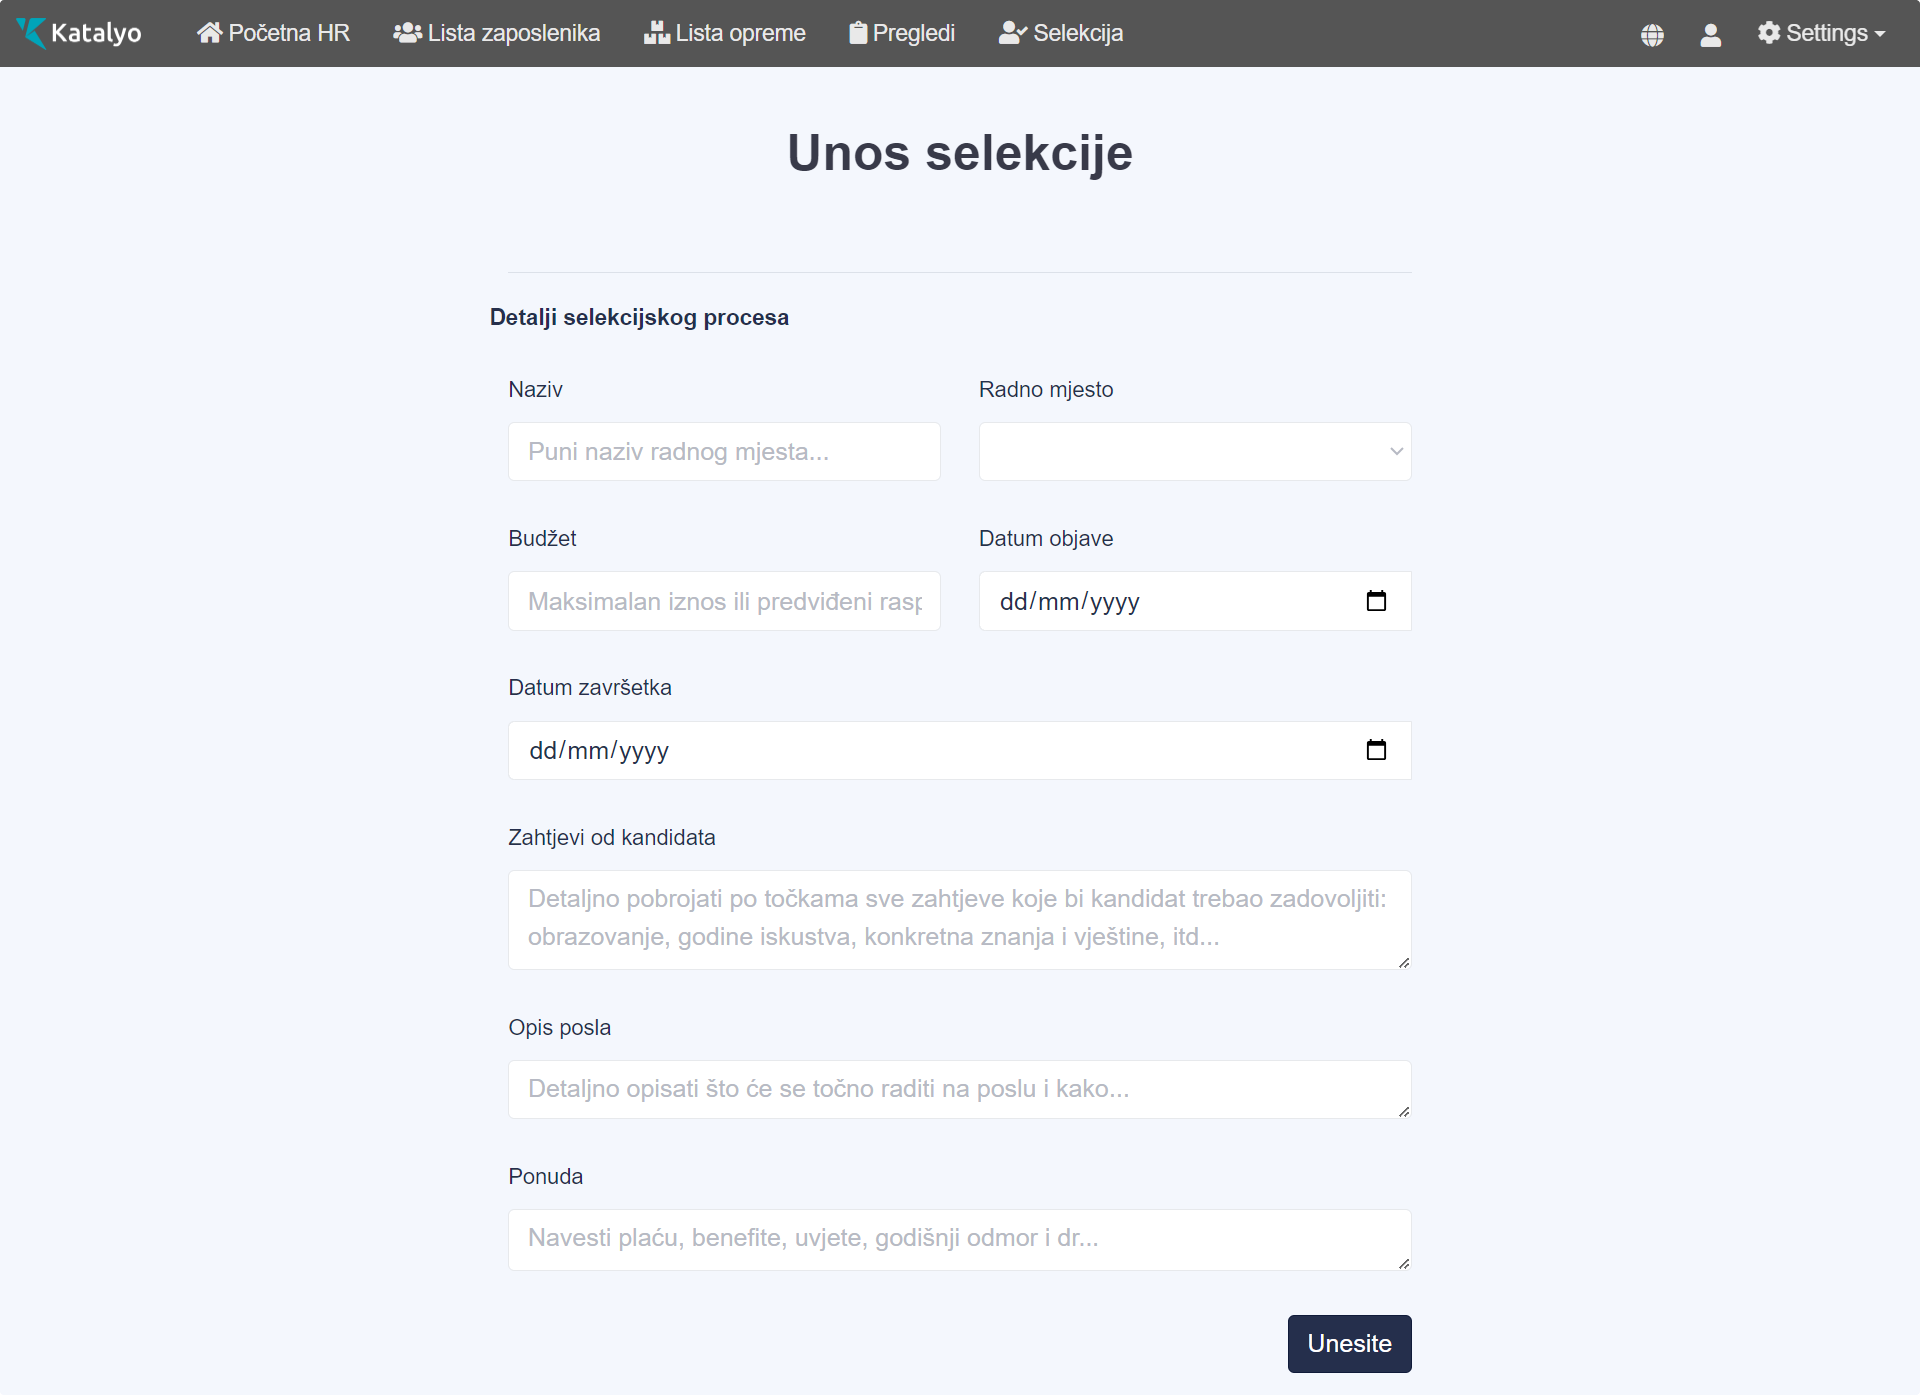 Katalyo Početna HR Lista zaposlenika Lista opreme Pregledi Selekcija Settings
Unos selekcije
Detalji selekcijskog procesa
Naziv Radno mjesto
Puni naziv radnog mjesta...
Budžet Datum objave
Maksimalan iznos ili predviđeni rasp dd/mm/yyyy
Datum završetka
dd/mm/yyyy
Zahtjevi od kandidata
Detaljno pobrojati po točkama sve zahtjeve koje bi kandidat trebao zadovoljiti:
obrazovanje, godine iskustva, konkretna znanja i vještine, itd...
Opis posla
Detaljno opisati što će se točno raditi na poslu i kako...
Ponuda
Navesti plaću, benefite, uvjete, godišnji odmor i dr...
Unesite